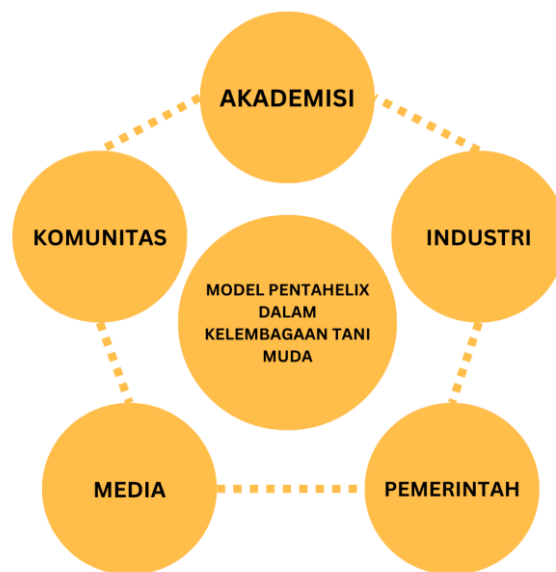 AKADEMISI
KOMUNITAS
INDUSTRI
MODEL PENTAHELIX
DALAM
KELEMBAGAAN TANI
MUDA
MEDIA
PEMERINTAH